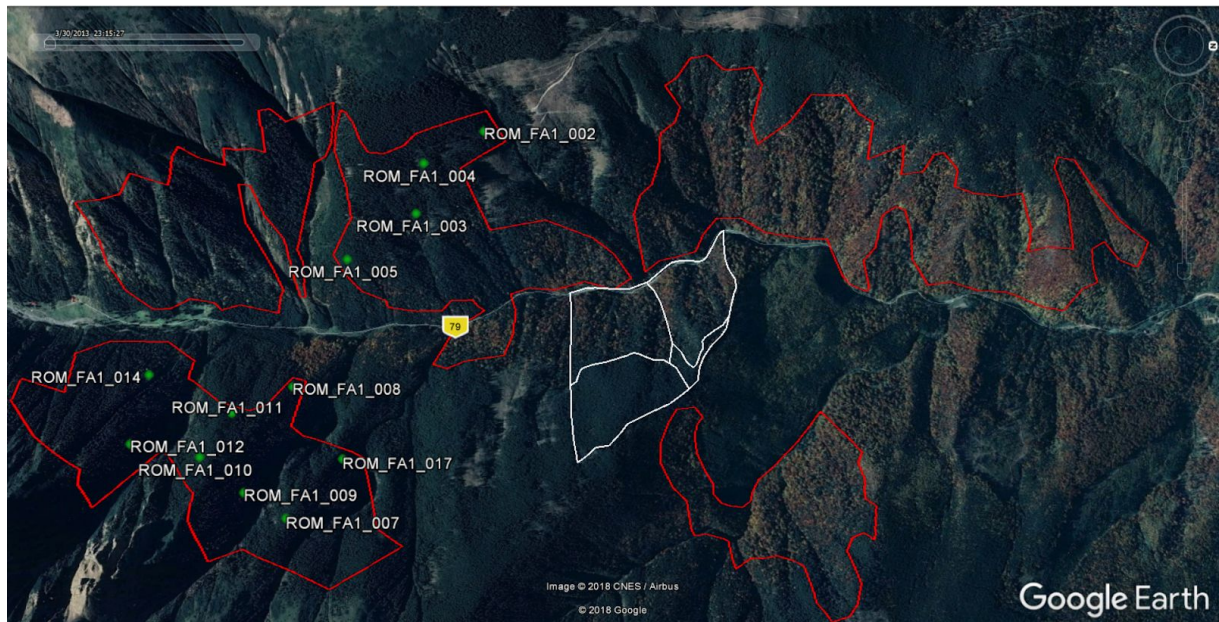 3/30/2013 23:15:27
N
ROM_FA1_002
ROM_FA1_004
ROM_FA1_003
ROM_FA1_005
79
ROM_FA1_014
ROM_FA1_008
ROM_FA1_011
ROM_FA1_012
ROM_FA1_017
ROM_FA1_010
ROM_FA1_009
ROM_FA1_007
Image © 2018 CNES / Airbus
© 2018 Google
Google Earth